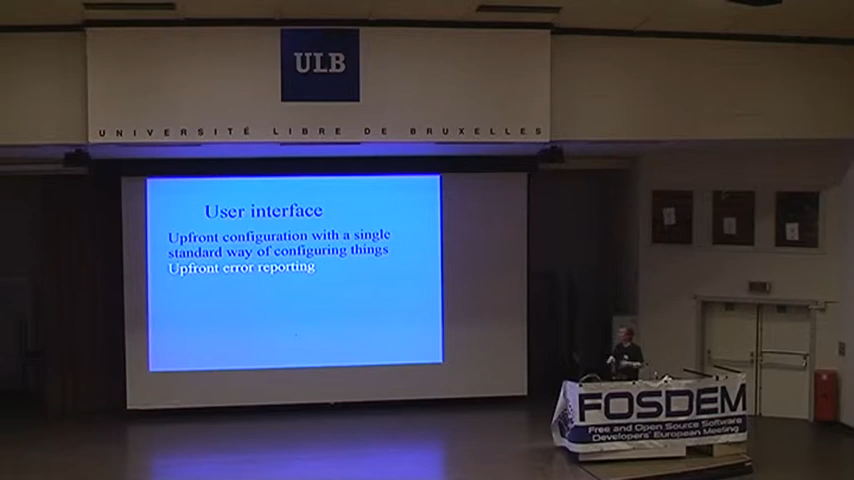 ULB
UNIVERSITÉ LIBRE DE BRUXELLES
User interface
Upfront configuration with a single
standard way of configuring things
Upfront error reporting
FOSDEM
Free and Open Source Software
Developers' European Meeting